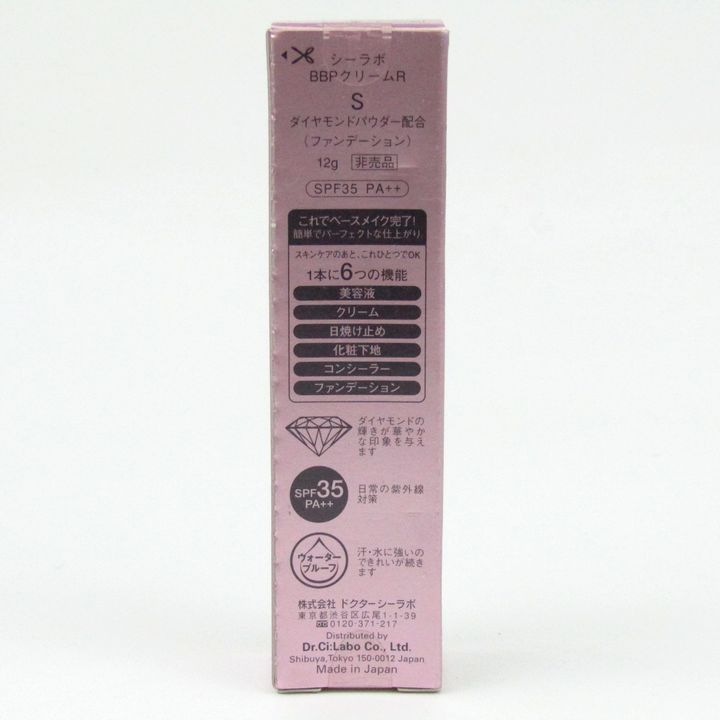 シーラボ
BBPクリームR
S
ダイヤモンドパウダー配合
(ファンデーション)
12g 非売品
SPF35 PA++
これでベースメイク完了!
簡単でパーフェクトな仕上がり
スキンケアのあと、これひとつでOK
1本に6つの機能
美容液
クリーム
日焼け止め
化粧下地
コンシーラー
ファンデーション
ダイヤモンドの
輝きが華やか
な印象を与え
ます
SPF35
PA++
日常の紫外線
対策
ウォーター
プルーフ
汗・水に強いの
できれいが続き
ます
株式会社 ドクターシーラボ
東京都渋谷区広尾1-1-39
0120-371-217
Distributed by
Dr.Ci:Labo Co., Ltd.
Shibuya,Tokyo 150-0012 Japan
Made in Japan